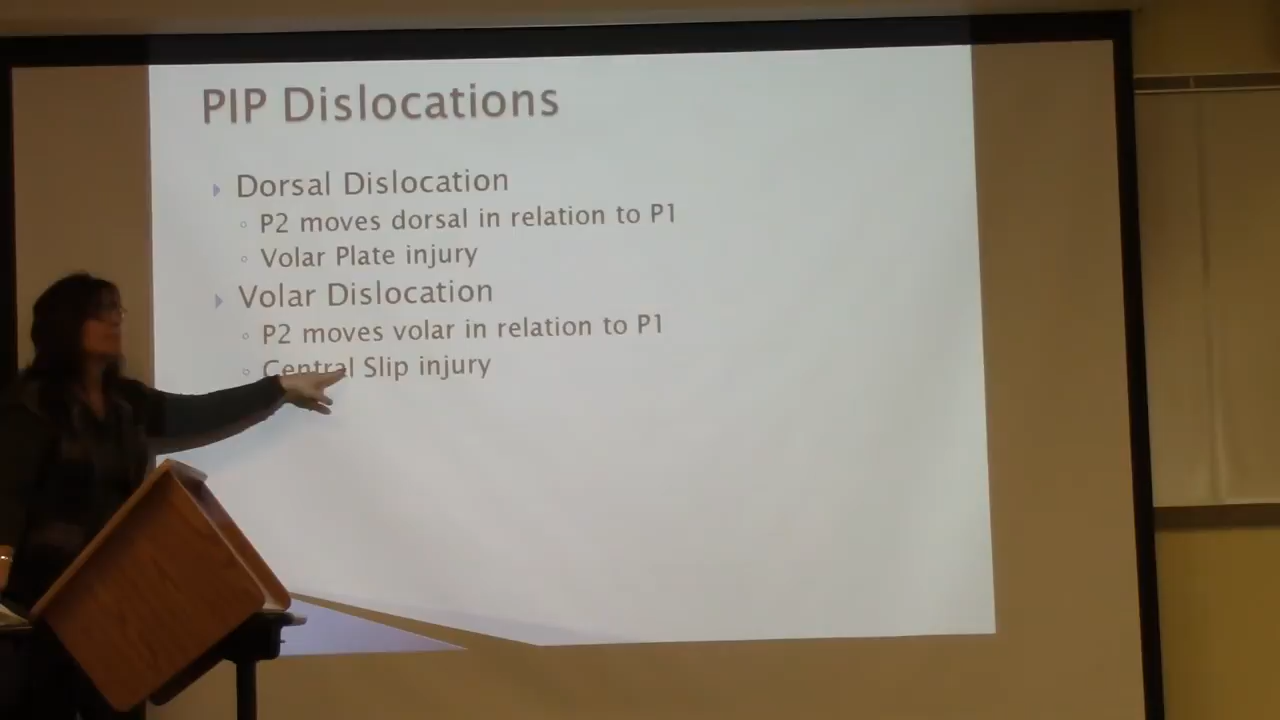 PIP Dislocations
Dorsal Dislocation
P2 moves dorsal in relation to P1
Volar Plate injury
Volar Dislocation
P2 moves volar in relation to P1
Central Slip injury